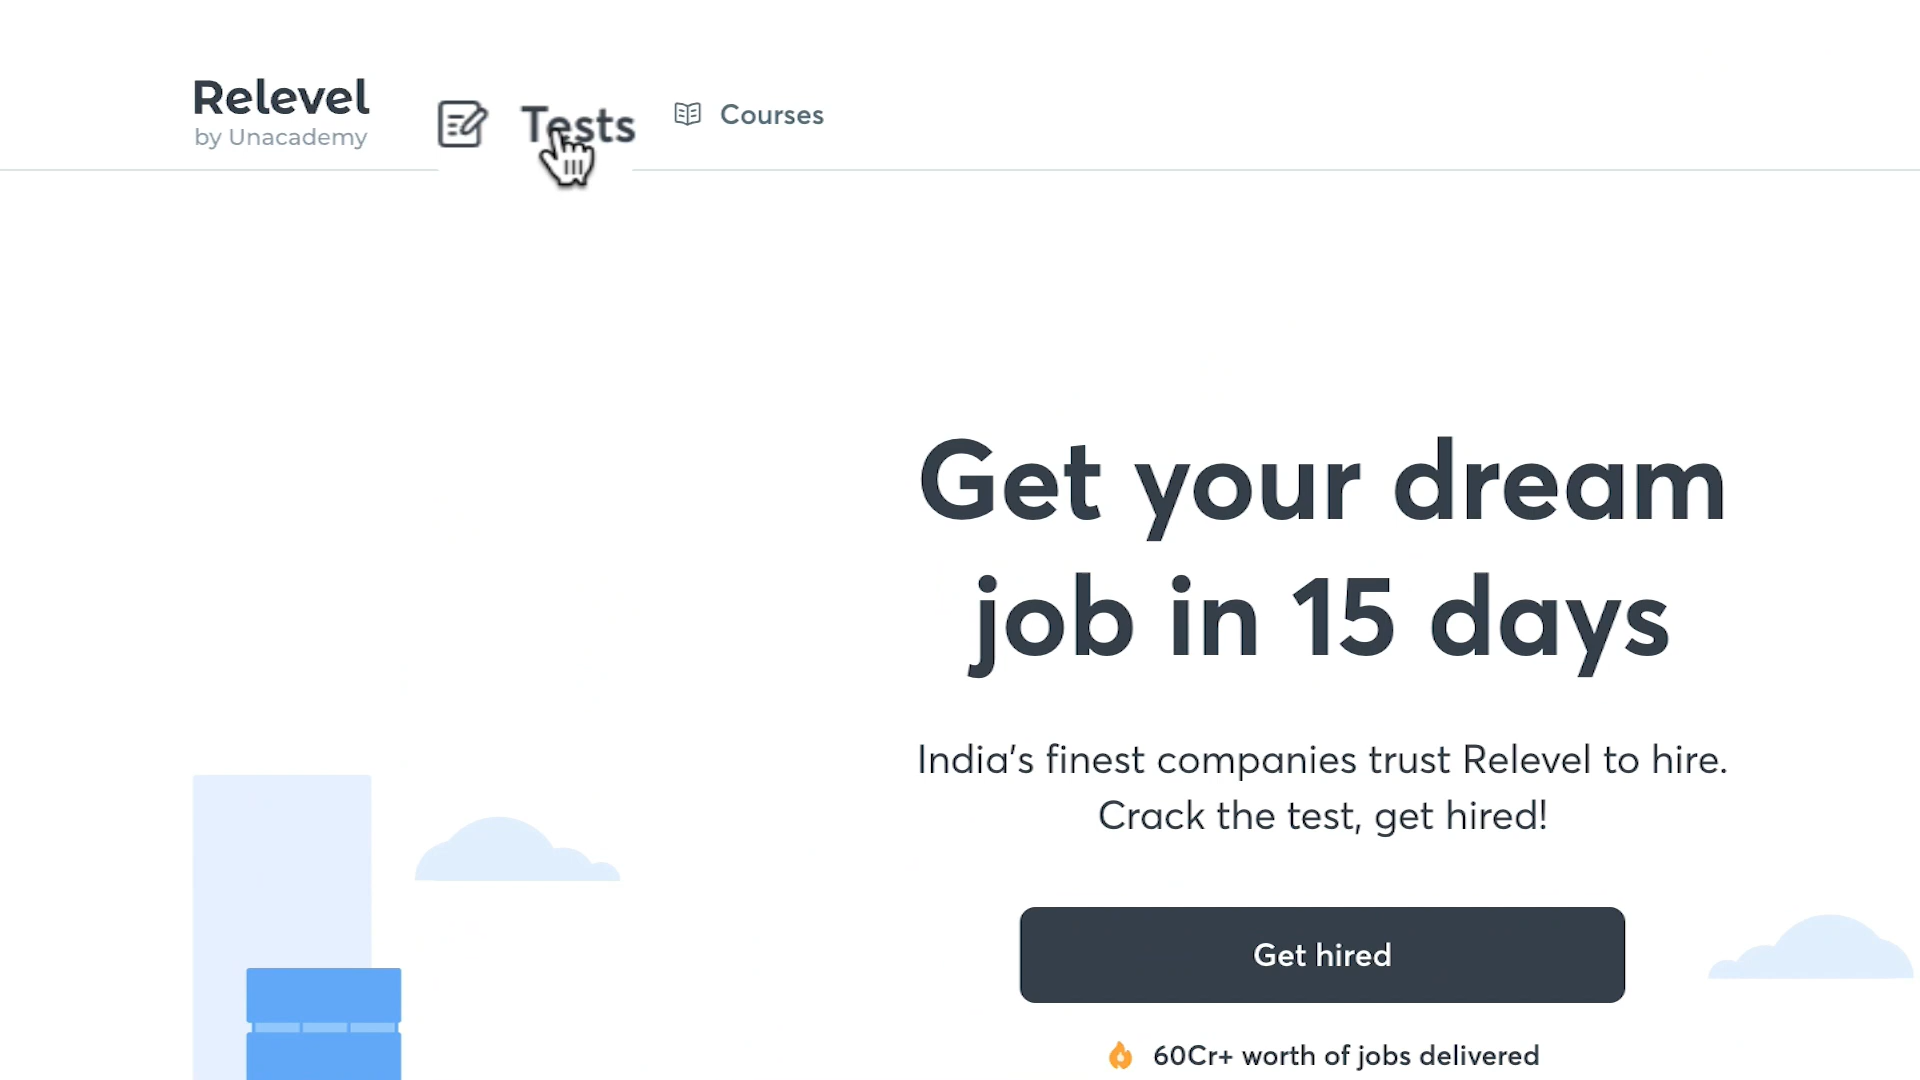 Relevel
by Unacademy
Tests
Courses
Get your dream
job in 15 days
India's finest companies trust Relevel to hire.
Crack the test, get hired!
Get hired
60Cr+ worth of jobs delivered